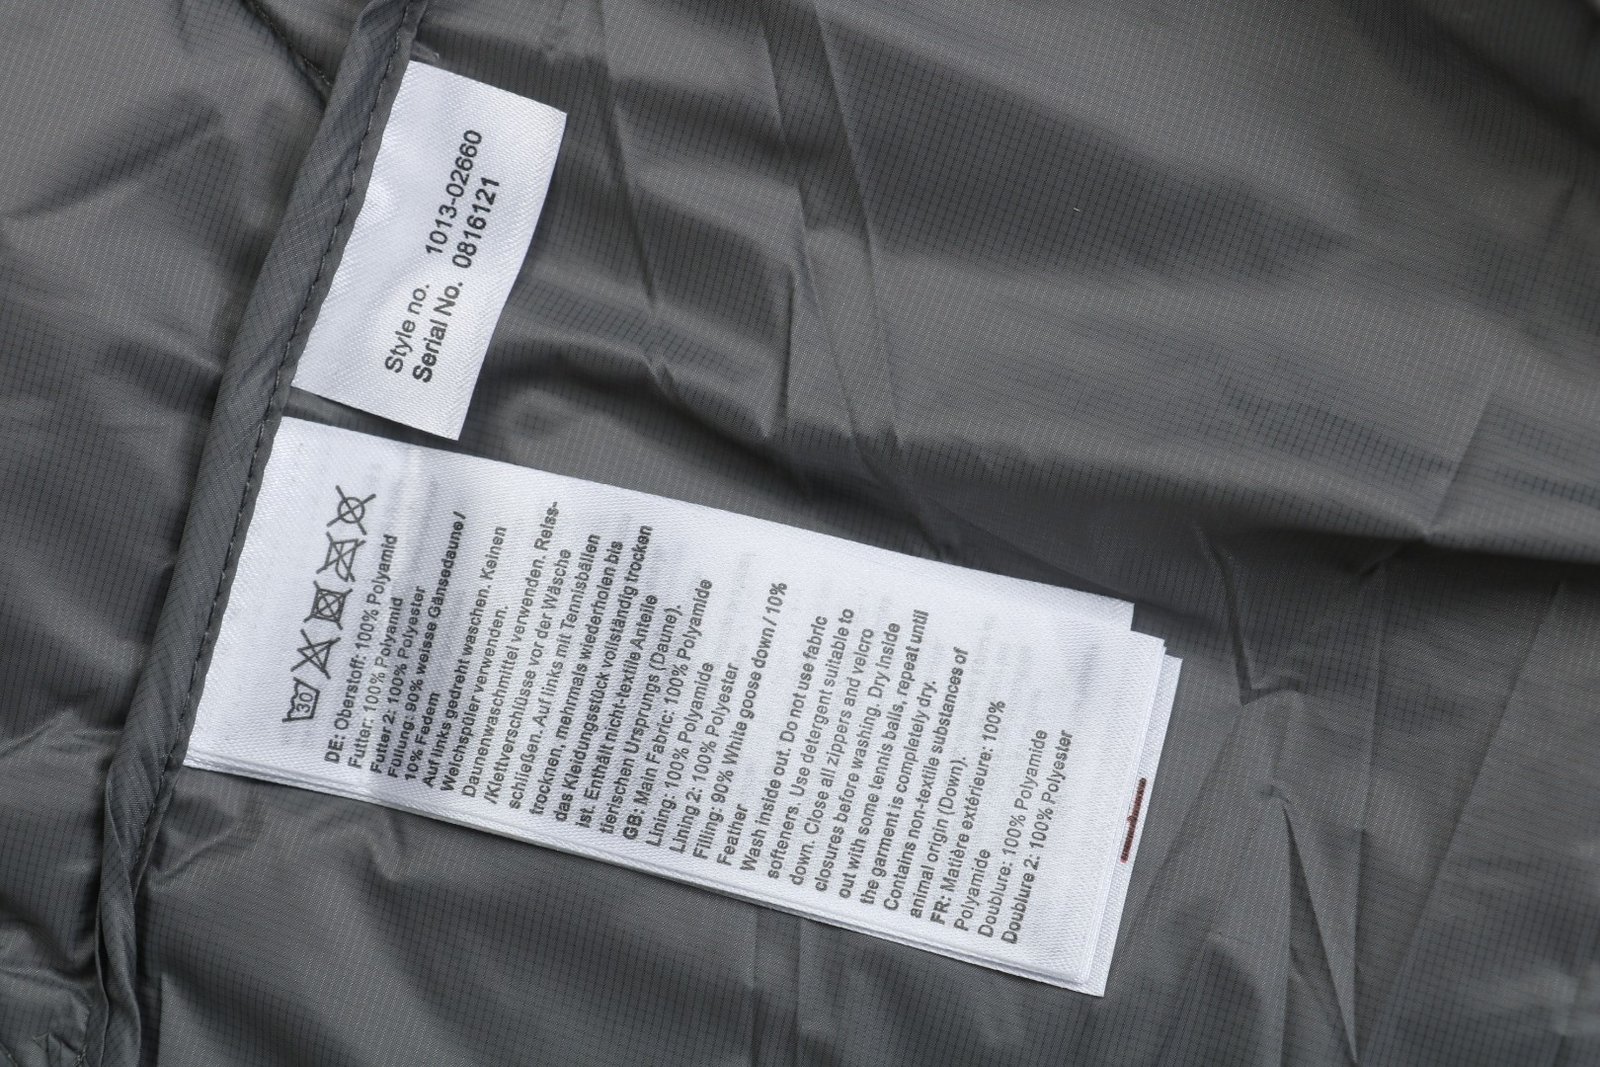 Style no. 1013-02660
Serial No. 0816121
30
DE: Oberstoff: 100% Polyamid
Futter: 100% Polyamid
Futter 2: 100% Polyester
Füllung: 90% weisse Gänsedaune/
10% Federn
Auf links gedreht waschen. Keinen
Weichspüler verwenden.
Daunenwaschmittel verwenden. Reiss-
/Klettverschlüsse vor der Wäsche
schließen. Auf links mit Tennisbällen
trocknen, mehrmals wiederholen bis
das Kleidungsstück vollständig trocken
ist. Enthält nicht-textile Anteile
tierischen Ursprungs (Daune).
GB: Main Fabric: 100% Polyamide
Lining: 100% Polyamide
Lining 2: 100% Polyester
Filling: 90% White goose down / 10%
Feather
Wash inside out. Do not use fabric
softeners. Use detergent suitable to
down. Close all zippers and velcro
closures before washing. Dry inside
out with some tennis balls, repeat until
the garment is completely dry.
Contains non-textile substances of
animal origin (Down).
FR: Matière extérieure: 100%
Polyamide
Doublure: 100% Polyamide
Doublure 2: 100% Polyester